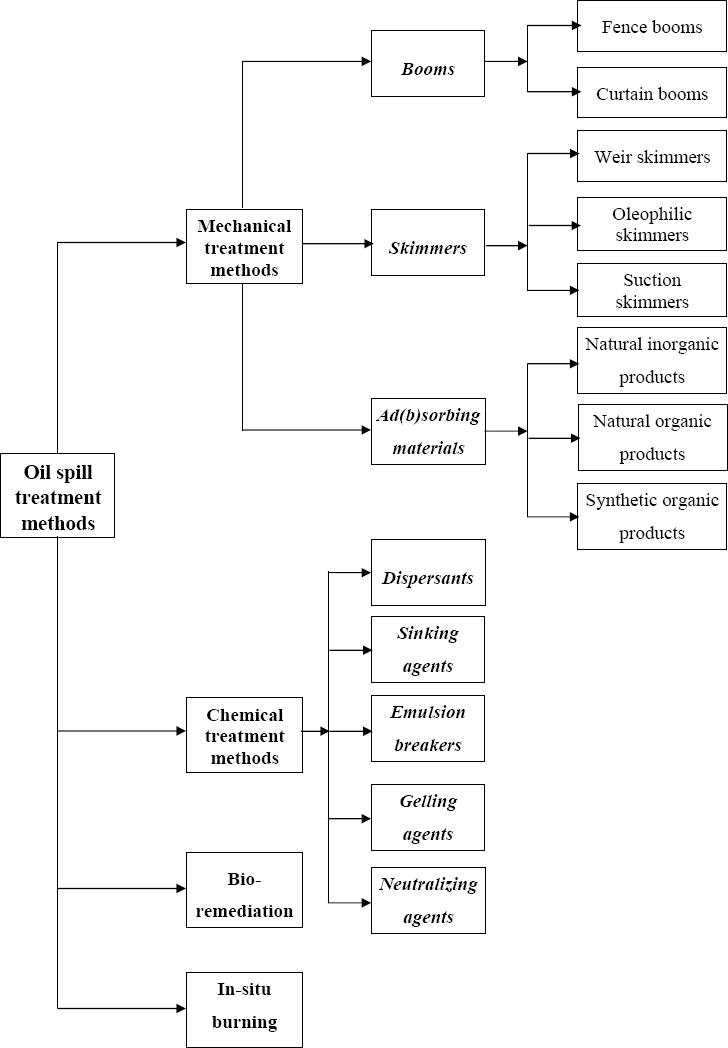 Oil spill
treatment
methods
Mechanical
treatment
methods
Booms
Fence booms
Curtain booms
Skimmers
Weir skimmers
Oleophilic
skimmers
Suction
skimmers
Ad(b)sorbing
materials
Natural inorganic
products
Natural organic
products
Synthetic organic
products
Chemical
treatment
methods
Dispersants
Sinking
agents
Emulsion
breakers
Gelling
agents
Neutralizing
agents
Bio-
remediation
In-situ
burning